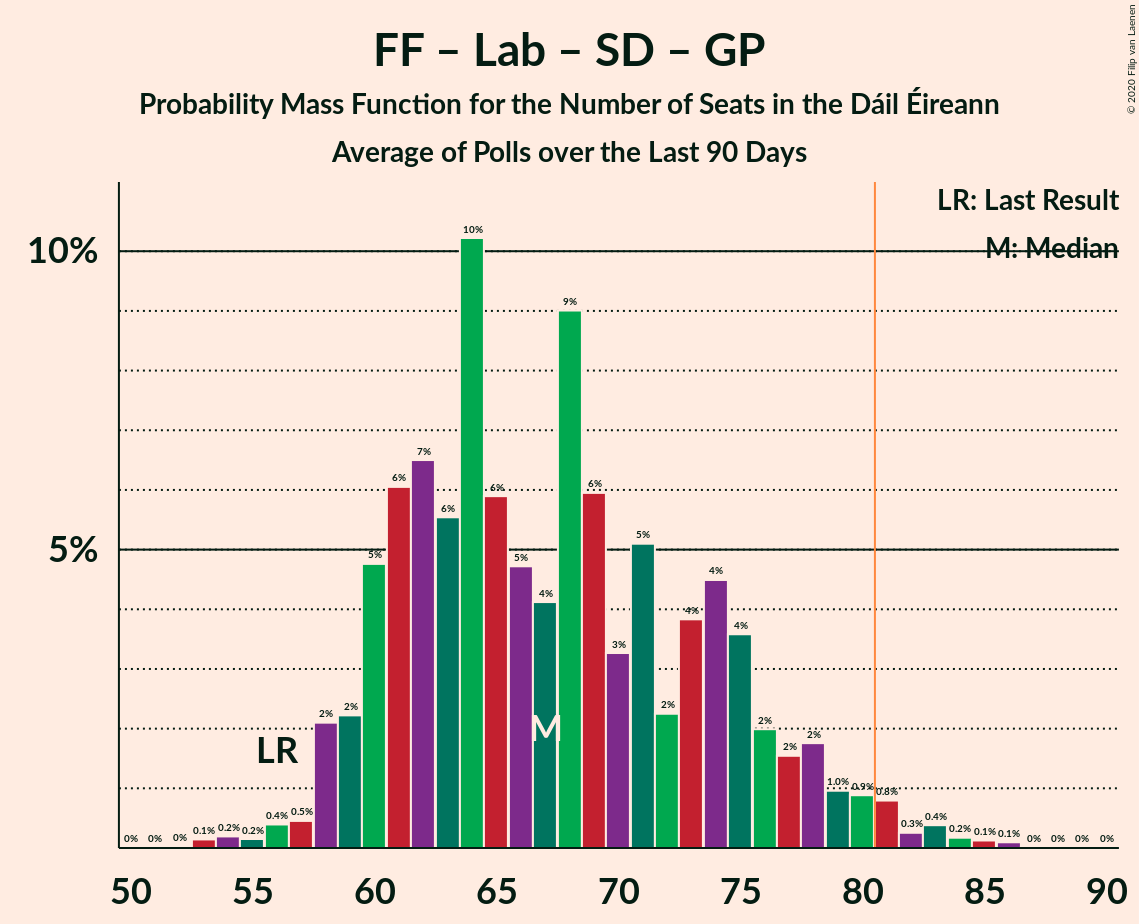 FF – Lab – SD – GP
Probability Mass Function for the Number of Seats in the Dáil Éireann
Average of Polls over the Last 90 Days
© 2020 Filip van Laenen
LR: Last Result
M: Median
10%
5%
0% 0% 0% 0.1% 0.2% 0.2% 0.4% 0.5% 2% 2% 5% 6% 7% 6% 10% 6% 5% 4% 9% 6% 3% 5% 2% 4% 4% 4% 2% 2% 2% 1.0% 0.9% 0.8% 0.3% 0.4% 0.2% 0.1% 0.1% 0% 0% 0% 0%
LR
M
50 55 60 65 70 75 80 85 90